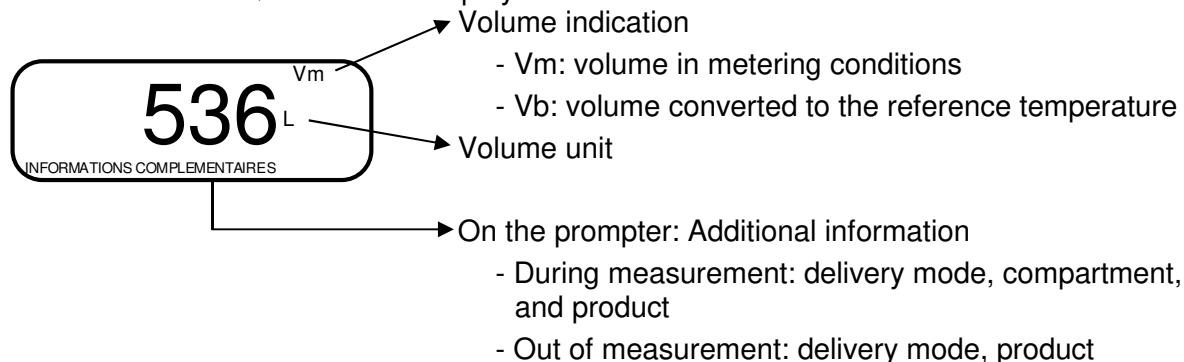 Volume indication
Vm
- Vm: volume in metering conditions
536 L
- Vb: volume converted to the reference temperature
Volume unit
INFORMATIONS COMPLEMENTAIRES
On the prompter: Additional information
- During measurement: delivery mode, compartment,
and product
- Out of measurement: delivery mode, product